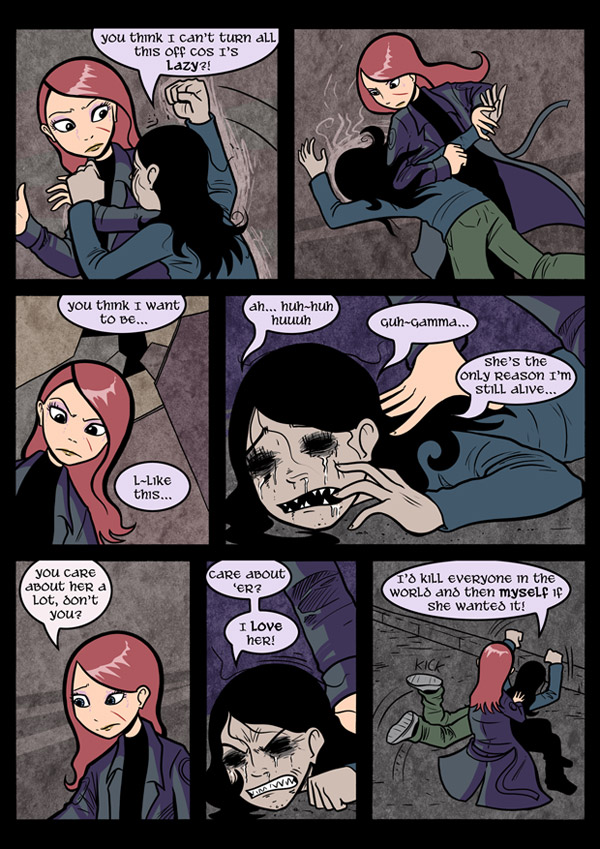 you think I can't turn all
this off cos I's
Lazy?!
you think I want
to be...
L-Like
this...
ah... huh-huh
huuuh
Guh-Gamma...
she's the
only reason I'm
still alive...
you care
about her a
lot, don't
you?
care about
'er?
I Love
her!
I'd kill everyone in the
world and then myself if
she wanted it!
KICK